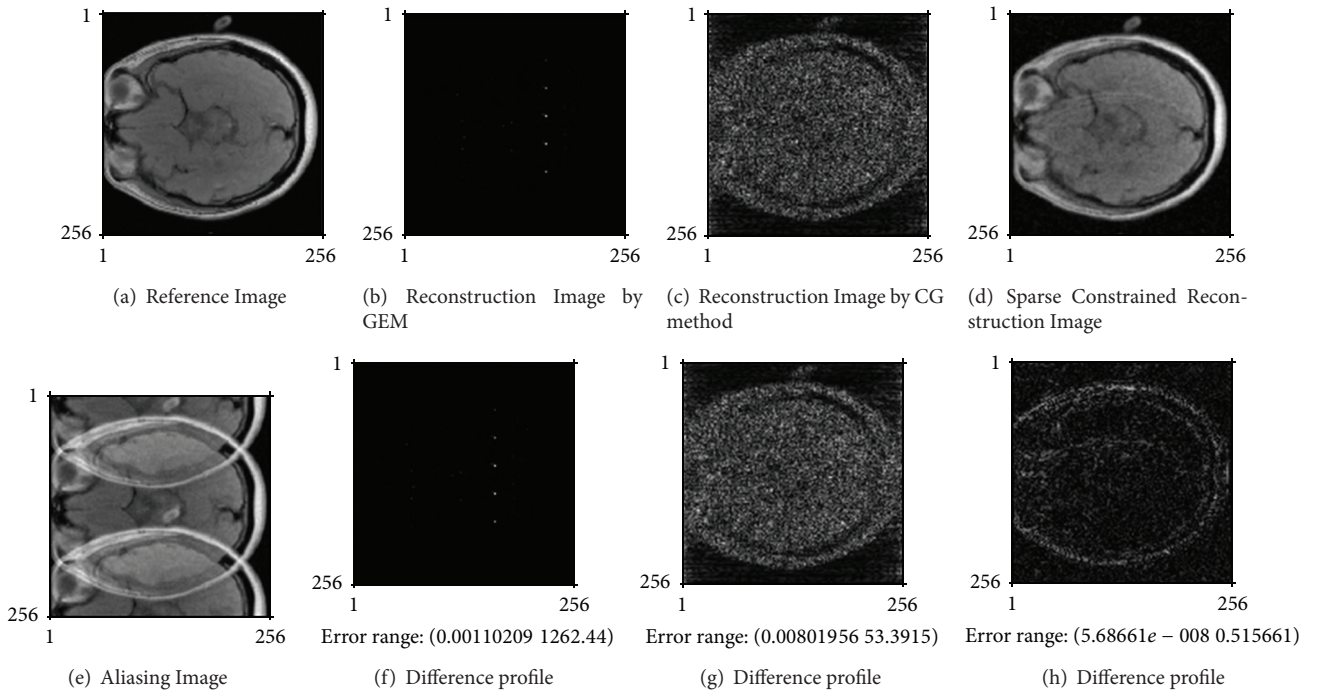 1
256
1 256
(a) Reference Image
1
256
1 256
(b) Reconstruction Image by
GEM
1
256
1 256
(c) Reconstruction Image by CG
method
1
256
1 256
(d) Sparse Constrained Recon-
struction Image
1
256
1 256
(e) Aliasing Image
1
256
1 256
Error range: (0.00110209 1262.44)
(f) Difference profile
1
256
1 256
Error range: (0.00801956 53.3915)
(g) Difference profile
1
256
1 256
Error range: (5.68661e − 008 0.515661)
(h) Difference profile